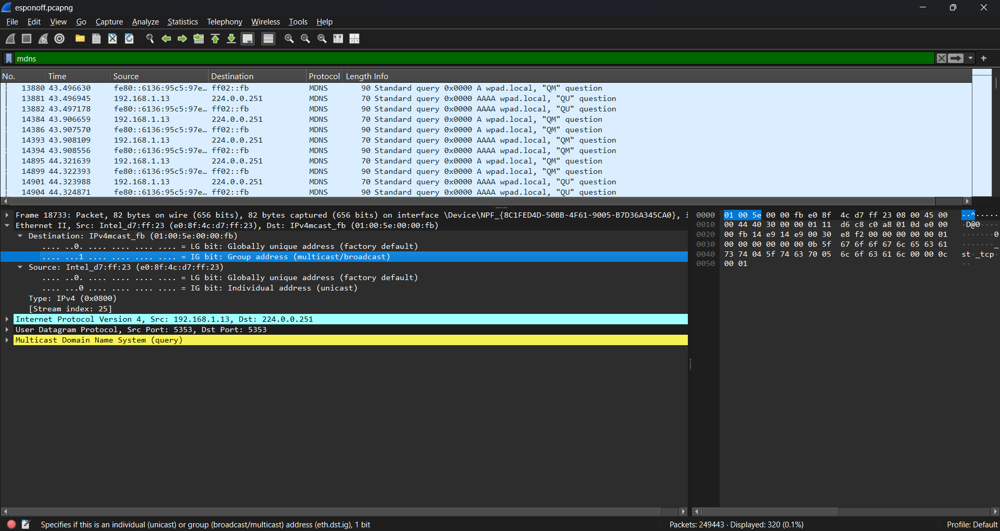 esponoff.pcapng
File Edit View Go Capture Analyze Statistics Telephony Wireless Tools Help
mdns
No. Time Source Destination Protocol Length Info
13880 43.496630 fe80::6136:95c5:97e… ff02::fb MDNS 90 Standard query 0x0000 A wpad.local, "QM" question
13881 43.496945 192.168.1.13 224.0.0.251 MDNS 70 Standard query 0x0000 AAAA wpad.local, "QU" question
13882 43.497178 fe80::6136:95c5:97e… ff02::fb MDNS 90 Standard query 0x0000 AAAA wpad.local, "QU" question
14384 43.906659 192.168.1.13 224.0.0.251 MDNS 70 Standard query 0x0000 A wpad.local, "QM" question
14386 43.907570 fe80::6136:95c5:97e… ff02::fb MDNS 90 Standard query 0x0000 A wpad.local, "QM" question
14393 43.908109 192.168.1.13 224.0.0.251 MDNS 70 Standard query 0x0000 AAAA wpad.local, "QM" question
14394 43.908556 fe80::6136:95c5:97e… ff02::fb MDNS 90 Standard query 0x0000 AAAA wpad.local, "QM" question
14895 44.321639 192.168.1.13 224.0.0.251 MDNS 70 Standard query 0x0000 A wpad.local, "QM" question
14899 44.322393 fe80::6136:95c5:97e… ff02::fb MDNS 90 Standard query 0x0000 A wpad.local, "QM" question
14901 44.323988 192.168.1.13 224.0.0.251 MDNS 70 Standard query 0x0000 AAAA wpad.local, "QU" question
14904 44.324871 fe80::6136:95c5:97e… ff02::fb MDNS 90 Standard query 0x0000 AAAA wpad.local, "QU" question
Frame 18733: Packet, 82 bytes on wire (656 bits), 82 bytes captured (656 bits) on interface \Device\NPF_{8C1FED4D-50BB-4F61-9005-B7D36A345CA0}, i
Ethernet II, Src: Intel_d7:ff:23 (e0:8f:4c:d7:ff:23), Dst: IPv4mcast_fb (01:00:5e:00:00:fb)
Destination: IPv4mcast_fb (01:00:5e:00:00:fb)
.... ..0. .... .... .... .... = LG bit: Globally unique address (factory default)
.... ...1 .... .... .... .... = IG bit: Group address (multicast/broadcast)
Source: Intel_d7:ff:23 (e0:8f:4c:d7:ff:23)
.... ..0. .... .... .... .... = LG bit: Globally unique address (factory default)
.... ...0 .... .... .... .... = IG bit: Individual address (unicast)
Type: IPv4 (0x0800)
[Stream index: 25]
Internet Protocol Version 4, Src: 192.168.1.13, Dst: 224.0.0.251
User Datagram Protocol, Src Port: 5353, Dst Port: 5353
Multicast Domain Name System (query)
0000 01 00 5e 00 00 fb e0 8f 4c d7 ff 23 08 00 45 00 ··^·····
0010 00 44 40 30 00 00 01 11 d6 c8 c0 a8 01 0d e0 00 ·D@0····
0020 00 fb 14 e9 14 e9 00 30 e8 f2 00 00 00 00 00 01 ·······0
0030 00 00 00 00 00 00 0b 5f 67 6f 6f 67 6c 65 63 61 ·······_
0040 73 74 04 5f 74 63 70 05 6c 6f 63 61 6c 00 00 0c st·_tcp·
0050 00 01 ··
Specifies if this is an individual (unicast) or group (broadcast/multicast) address (eth.dst.ig), 1 bit
Packets: 249443 · Displayed: 320 (0.1%)
Profile: Default